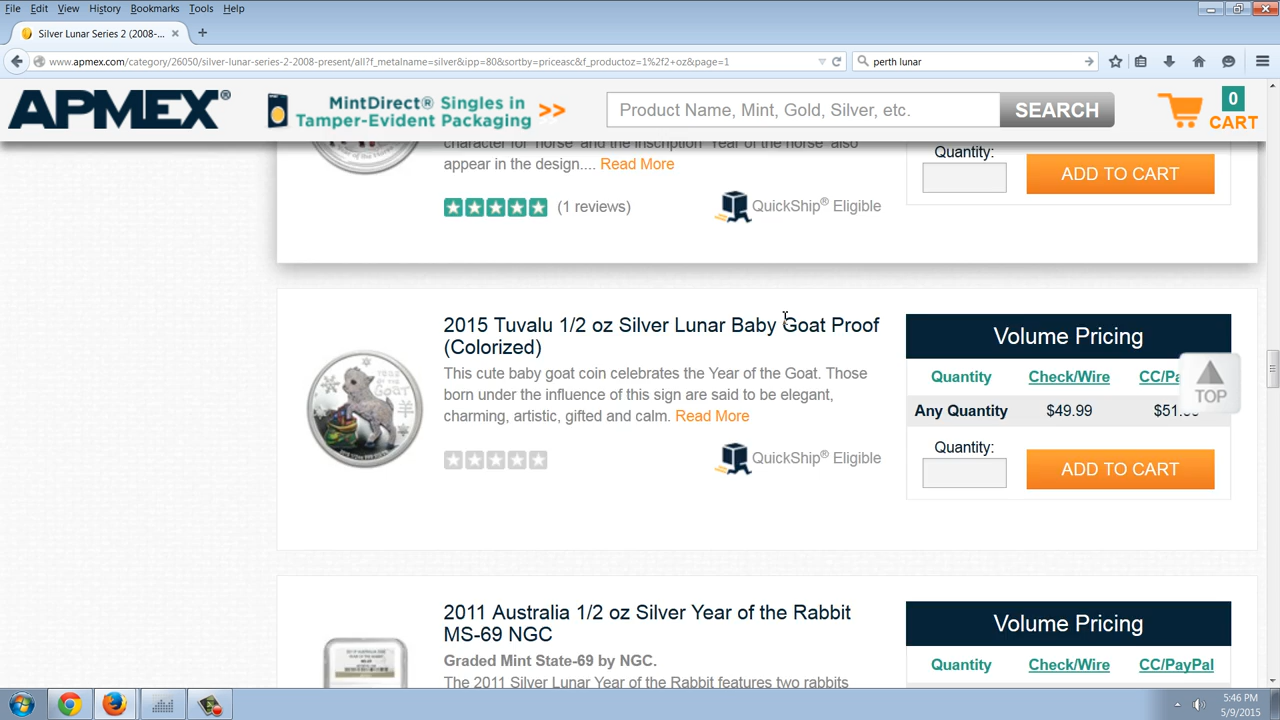 File Edit View History Bookmarks Tools Help
Silver Lunar Series 2 (2008-...
www.apmex.com/category/26050/silver-lunar-series-2-2008-present/all?f_metalname=silver&ipp=80&sortby=priceasc&f_productoz=1%2f2+oz&page=1
perth lunar
APMEX®
MintDirect® Singles in
Tamper-Evident Packaging >>
Product Name, Mint, Gold, Silver, etc.
SEARCH
0
CART
character for 'horse' and the inscription 'Year of the horse' also
appear in the design.... Read More
(1 reviews)
QuickShip® Eligible
Quantity:
ADD TO CART
2015 Tuvalu 1/2 oz Silver Lunar Baby Goat Proof
(Colorized)
This cute baby goat coin celebrates the Year of the Goat. Those
born under the influence of this sign are said to be elegant,
charming, artistic, gifted and calm. Read More
QuickShip® Eligible
Volume Pricing
Quantity Check/Wire
Any Quantity $49.99
TOP
Quantity:
ADD TO CART
2011 Australia 1/2 oz Silver Year of the Rabbit
MS-69 NGC
Graded Mint State-69 by NGC.
The 2011 Silver Lunar Year of the Rabbit features two rabbits
Volume Pricing
Quantity Check/Wire CC/PayPal
5:46 PM
5/9/2015